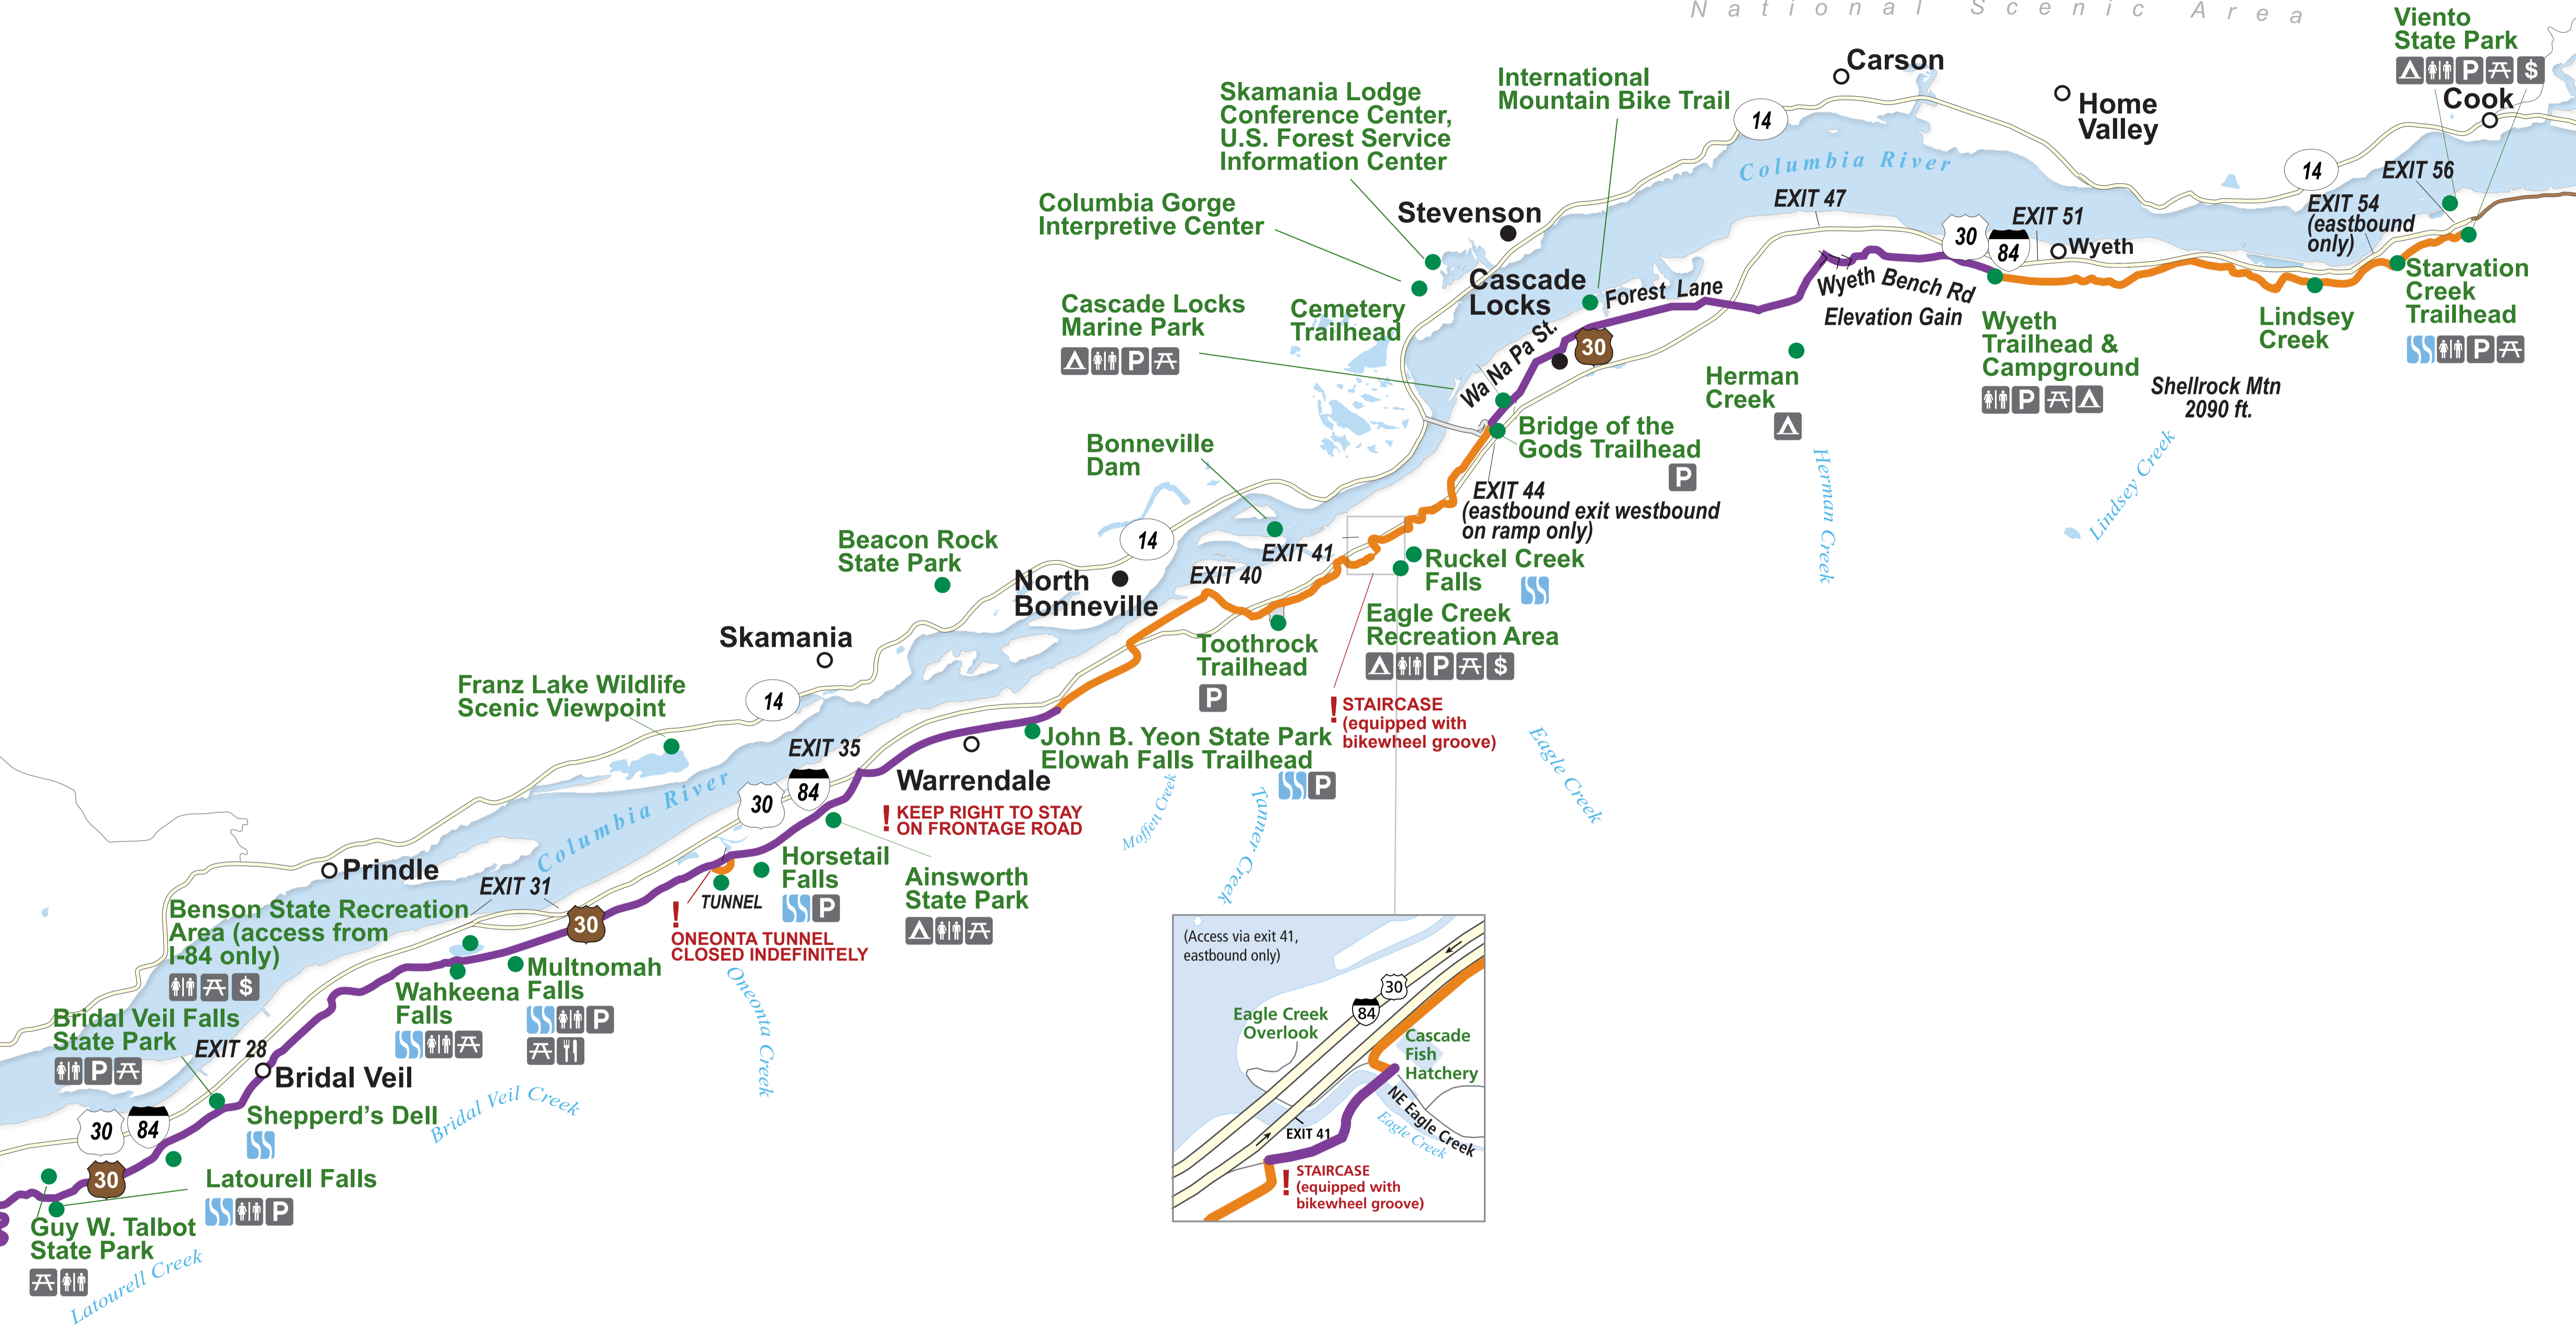 National Scenic Area
Viento
State Park
P
$
Cook
Carson
Home
Valley
International
Mountain Bike Trail
Skamania Lodge
Conference Center,
U.S. Forest Service
Information Center
14
Columbia River
14
EXIT 56
EXIT 54
(eastbound
only)
EXIT 47
EXIT 51
30
84
Wyeth
Columbia Gorge
Interpretive Center
Stevenson
Cascade
Locks
Forest Lane
Wyeth Bench Rd
Elevation Gain
Starvation
Creek
Trailhead
P
Lindsey
Creek
Wyeth
Trailhead &
Campground
P
Shellrock Mtn
2090 ft.
Cascade Locks
Marine Park
P
Cemetery
Trailhead
Wa Na Pa St.
30
Herman
Creek
Bridge of the
Gods Trailhead
P
Herman Creek
Lindsey Creek
Bonneville
Dam
EXIT 44
(eastbound exit westbound
on ramp only)
Beacon Rock
State Park
14
EXIT 41
EXIT 40
North
Bonneville
Ruckel Creek
Falls
Eagle Creek
Recreation Area
P
$
Toothrock
Trailhead
P
Skamania
Franz Lake Wildlife
Scenic Viewpoint
14
! STAIRCASE
(equipped with
bikewheel groove)
Eagle Creek
EXIT 35
John B. Yeon State Park
Elowah Falls Trailhead
P
Warrendale
30
84
! KEEP RIGHT TO STAY
ON FRONTAGE ROAD
Moffett Creek
Tanner Creek
Columbia River
Prindle
Horsetail
Falls
P
Ainsworth
State Park
TUNNEL
!
ONEONTA TUNNEL
CLOSED INDEFINITELY
Oneonta Creek
EXIT 31
30
Benson State Recreation
Area (access from
I-84 only)
$
Wahkeena
Falls
Multnomah
Falls
P
Bridal Veil Falls
State Park
P
EXIT 28
Bridal Veil
Bridal Veil Creek
Shepperd's Dell
30
84
30
Latourell Falls
P
Guy W. Talbot
State Park
Latourell Creek
(Access via exit 41,
eastbound only)
30
84
Eagle Creek
Overlook
Cascade
Fish
Hatchery
NE Eagle Creek
Eagle Creek
EXIT 41
! STAIRCASE
(equipped with
bikewheel groove)